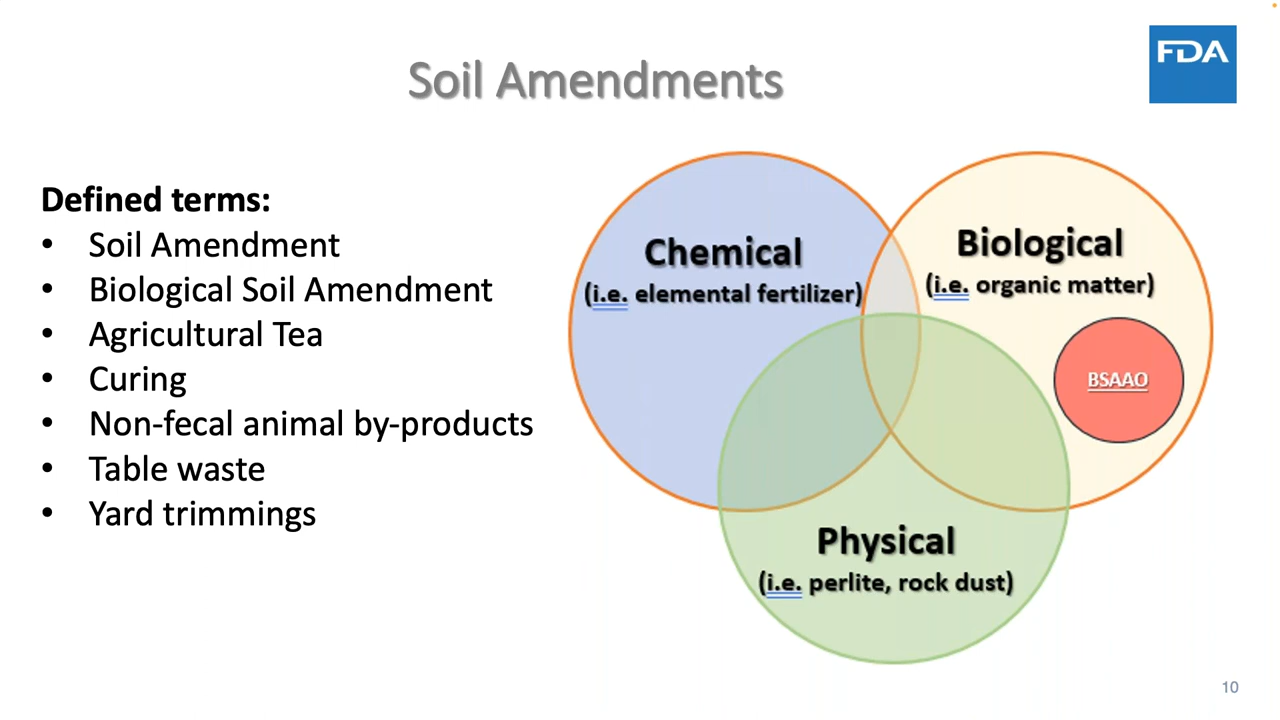 Soil Amendments
FDA
Defined terms:
• Soil Amendment
• Biological Soil Amendment
• Agricultural Tea
• Curing
• Non-fecal animal by-products
• Table waste
• Yard trimmings
Chemical
(i.e. elemental fertilizer)
Biological
(i.e. organic matter)
BSAAO
Physical
(i.e. perlite, rock dust)
10